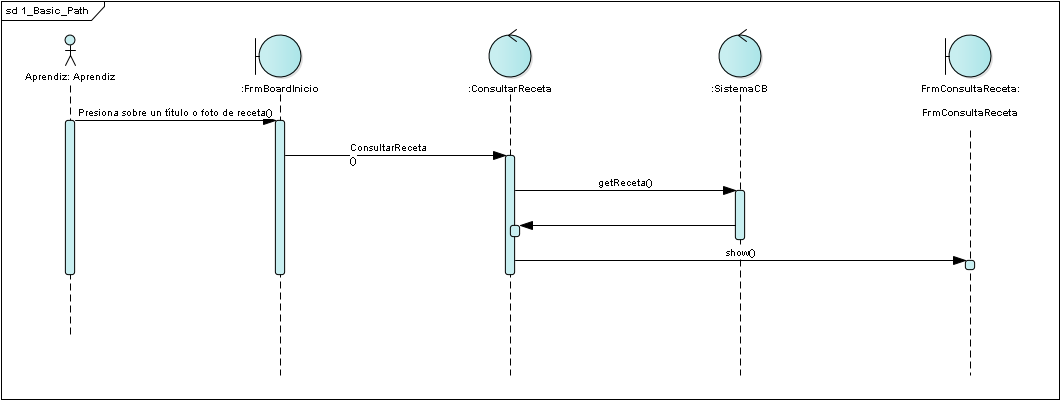 sd 1_Basic_Path
Aprendiz: Aprendiz
:FrmBoardInicio
:ConsultarReceta
:SistemaCB
FrmConsultaReceta:
FrmConsultaReceta
Presiona sobre un título o foto de receta()
ConsultarReceta
()
getReceta()
show()